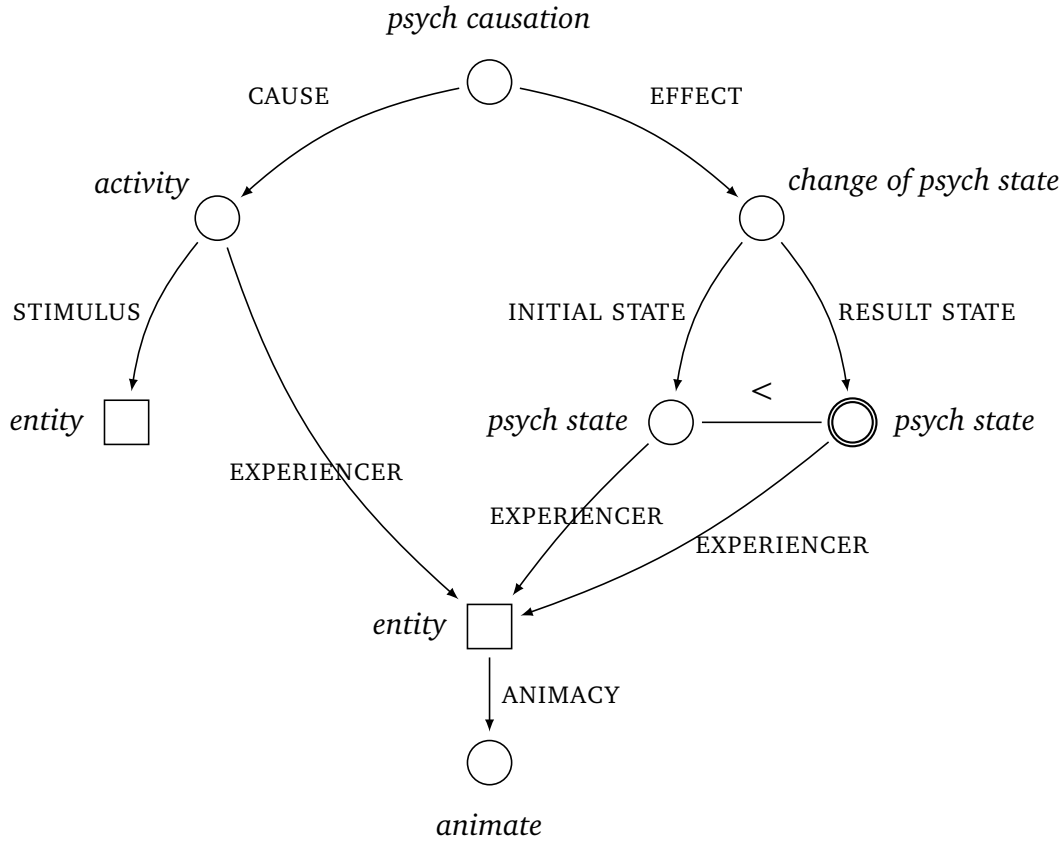 psych causation
CAUSE
EFFECT
activity
change of psych state
STIMULUS
INITIAL STATE
RESULT STATE
<
entity
psych state
psych state
EXPERIENCER
EXPERIENCER
EXPERIENCER
entity
ANIMACY
animate